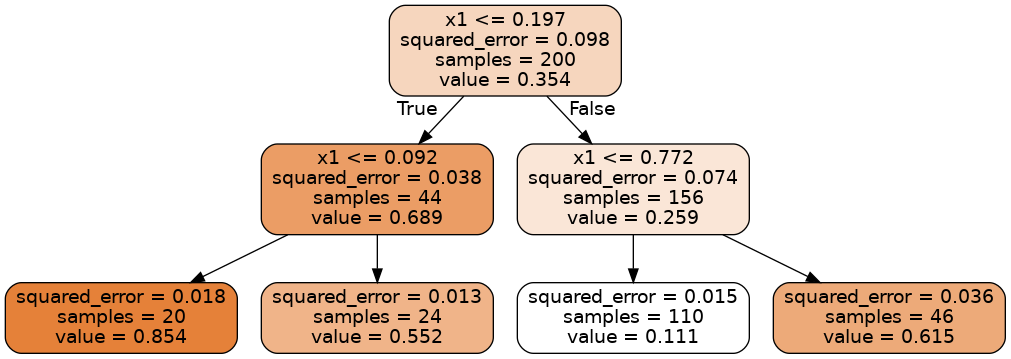 x1 <= 0.197
squared_error = 0.098
samples = 200
value = 0.354
True
False
x1 <= 0.092
squared_error = 0.038
samples = 44
value = 0.689
x1 <= 0.772
squared_error = 0.074
samples = 156
value = 0.259
squared_error = 0.018
samples = 20
value = 0.854
squared_error = 0.013
samples = 24
value = 0.552
squared_error = 0.015
samples = 110
value = 0.111
squared_error = 0.036
samples = 46
value = 0.615